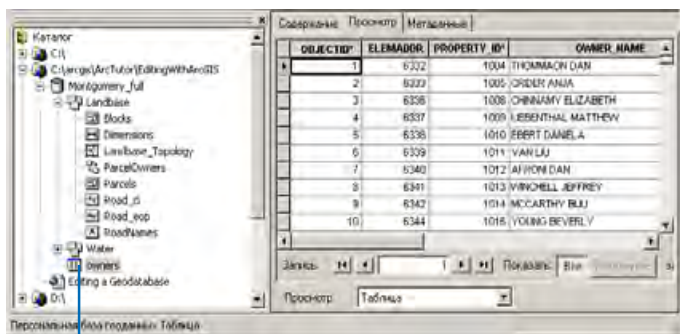 Каталог
C:\
C:\arcgis\ArcTutor\EditingWithArcGIS
Montgomery_full
Landbase
Blocks
Dimensions
Landbase_Topology
ParcelOwners
Parcels
Road_cl
Road_eop
RoadNames
Water
owners
Editing a Geodatabase
D:\
Содержание Просмотр Метаданные
OBJECTID* ELEMADDR PROPERTY_ID* OWNER_NAME
1 6332 1004 THOMMAON DAN
2 6333 1005 CRDER ANJA
3 6336 1008 CHINNAMY ELIZABETH
4 6337 1009 LIEBENTHAL MATTHEW
5 6338 1010 EBERT DANIEL A
6 6339 1011 VAN LIU
7 6340 1012 AFRONI DAN
8 6341 1013 WINCHELL JEFFREY
9 6342 1014 MCCARTHY BILU
10 6344 1016 YOUNG BEVERLY
Запись: 1 Показать: Все
Просмотр: Таблица
Персональная база геоданных Таблица